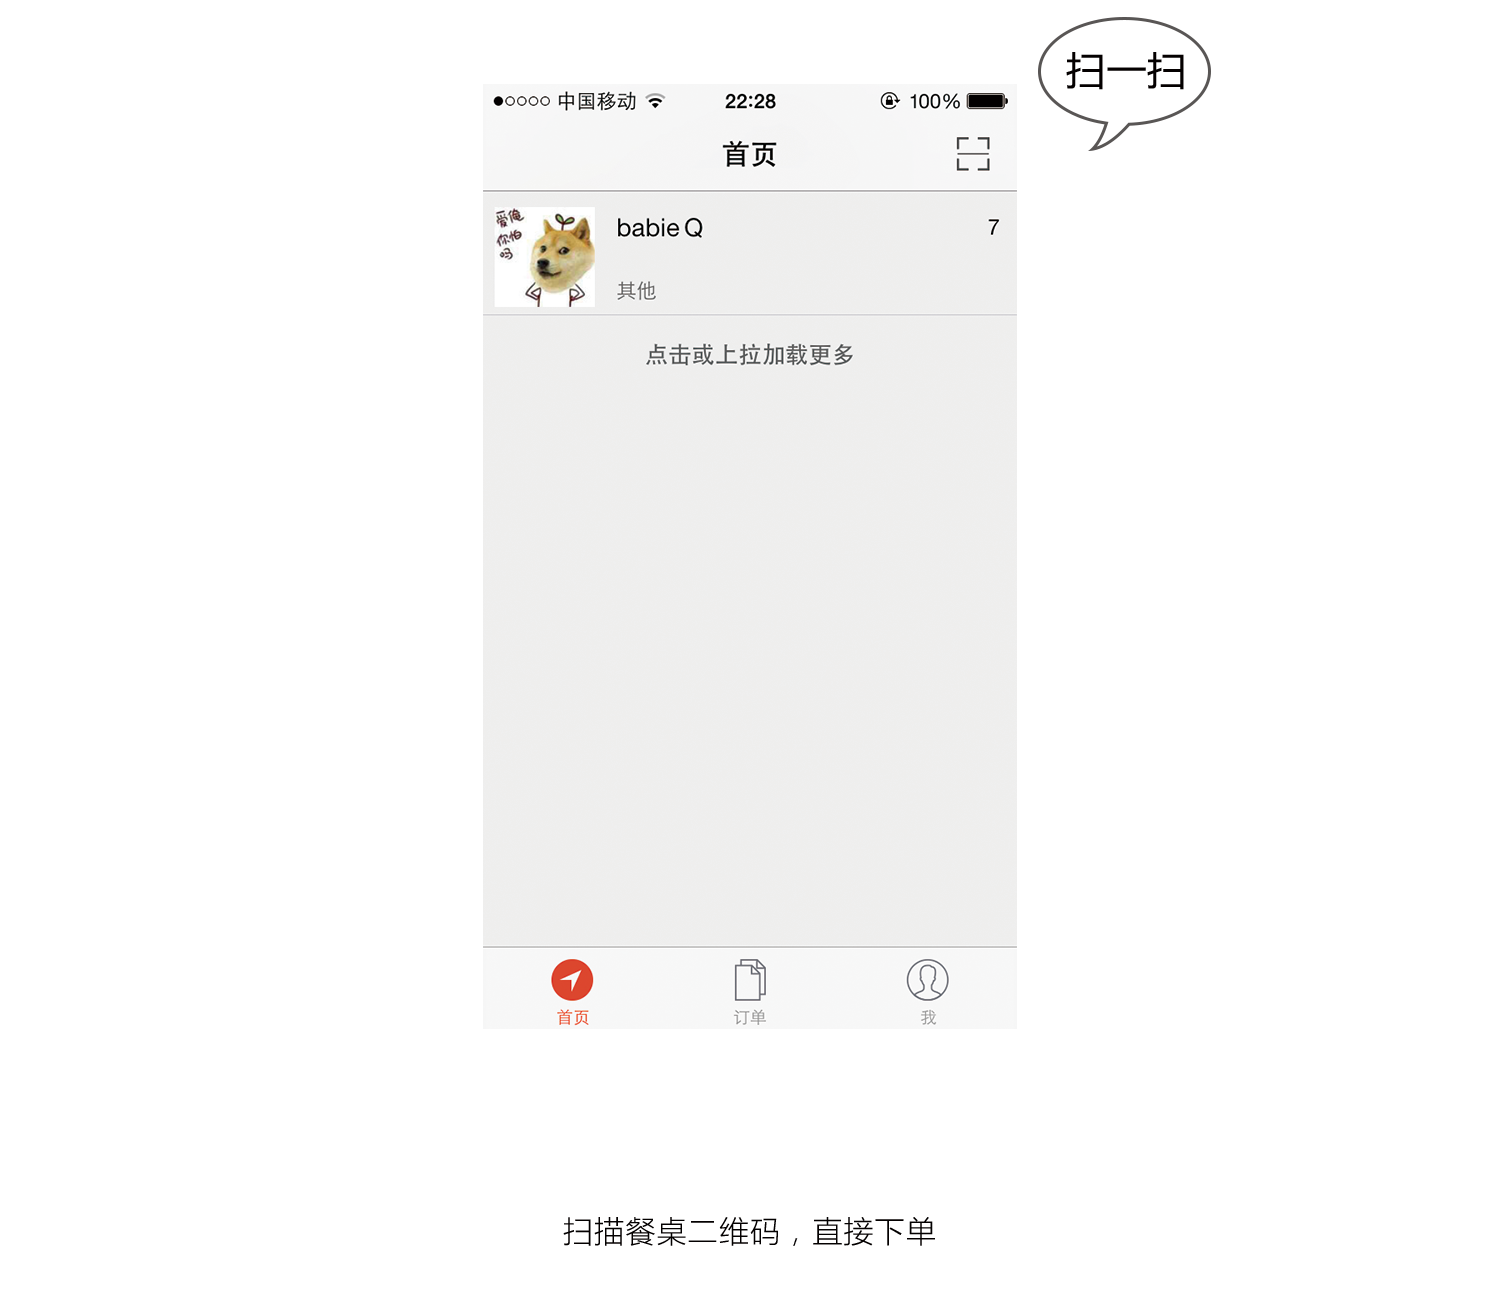 扫一扫
中国移动 22:28 100%
首页
爱俺
你怕
吗
babie Q 7
其他
点击或上拉加载更多
首页 订单 我
扫描餐桌二维码，直接下单